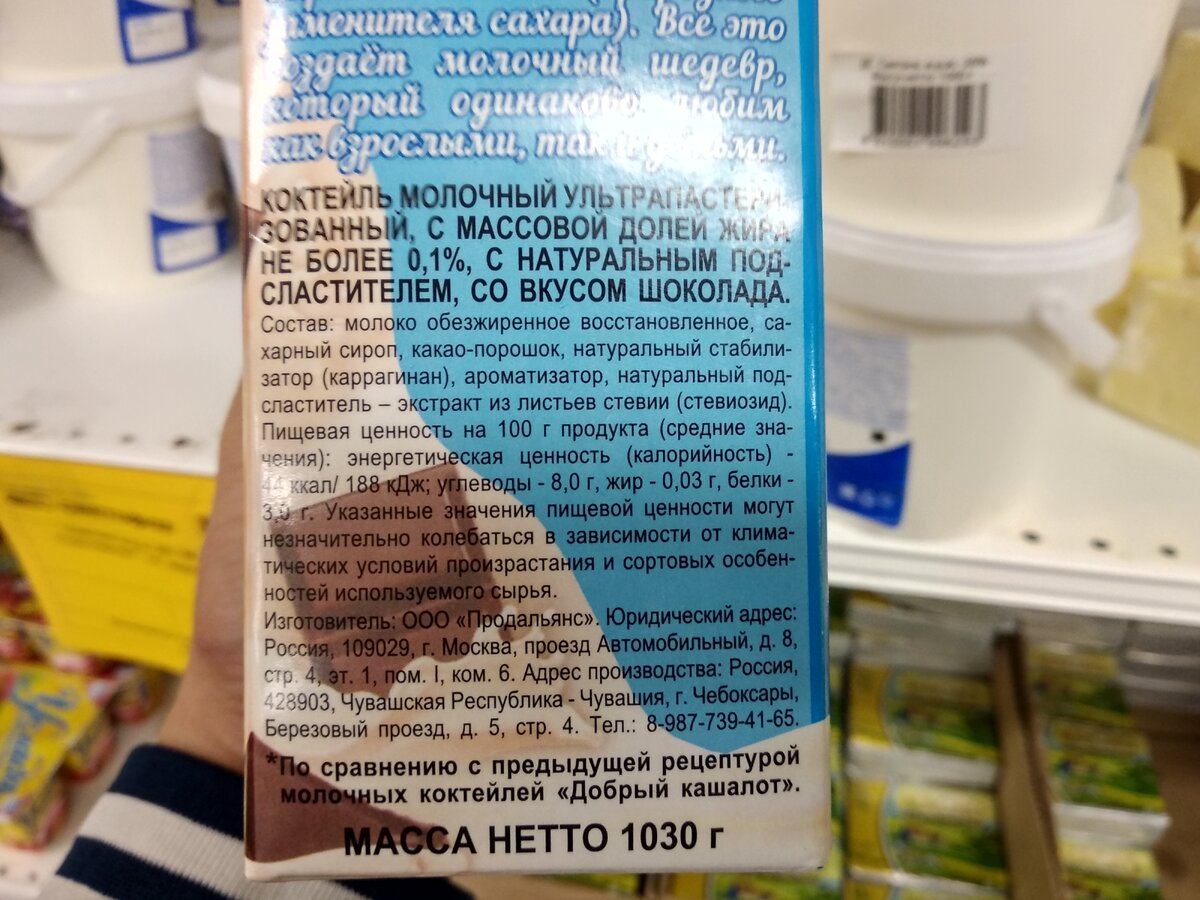 заменителя сахара). Всё это
создаёт молочный шедевр,
который одинаково любим
как взрослыми, так и детьми.
КОКТЕЙЛЬ МОЛОЧНЫЙ УЛЬТРАПАСТЕРИ-
ЗОВАННЫЙ, С МАССОВОЙ ДОЛЕЙ ЖИРА
НЕ БОЛЕЕ 0,1%, С НАТУРАЛЬНЫМ ПОД-
СЛАСТИТЕЛЕМ, СО ВКУСОМ ШОКОЛАДА.
Состав: молоко обезжиренное восстановленное, са-
харный сироп, какао-порошок, натуральный стабили-
затор (каррагинан), ароматизатор, натуральный под-
сластитель – экстракт из листьев стевии (стевиозид).
Пищевая ценность на 100 г продукта (средние зна-
чения): энергетическая ценность (калорийность) -
44 ккал/ 188 кДж; углеводы - 8,0 г, жир - 0,03 г, белки -
3,0 г. Указанные значения пищевой ценности могут
незначительно колебаться в зависимости от клима-
тических условий произрастания и сортовых особен-
ностей используемого сырья.
Изготовитель: ООО «Продальянс». Юридический адрес:
Россия, 109029, г. Москва, проезд Автомобильный, д. 8,
стр. 4, эт. 1, пом. I, ком. 6. Адрес производства: Россия,
428903, Чувашская Республика - Чувашия, г. Чебоксары,
Березовый проезд, д. 5, стр. 4. Тел.: 8-987-739-41-65.
*По сравнению с предыдущей рецептурой
молочных коктейлей «Добрый кашалот».
МАССА НЕТТО 1030 г